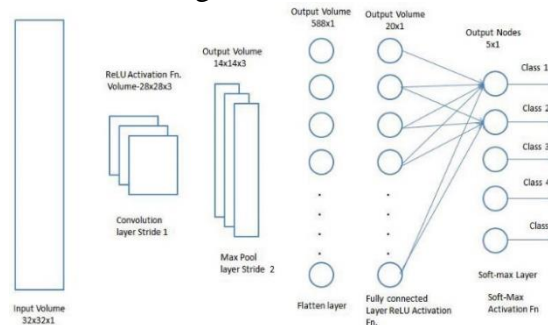 Output Volume
588x1
Output Volume
20x1
Output Nodes
5x1
Output Volume
14x14x3
ReLU Activation Fn.
Volume-28x28x3
Class 1
Class 2
Class 3
Class 4
Class
Convolution
layer Stride 1
Max Pool
layer Stride 2
Soft-max Layer
Input Volume
32x32x1
Flatten layer
Fully connected
Layer ReLU Activation
Fn.
Soft-Max
Activation Fn